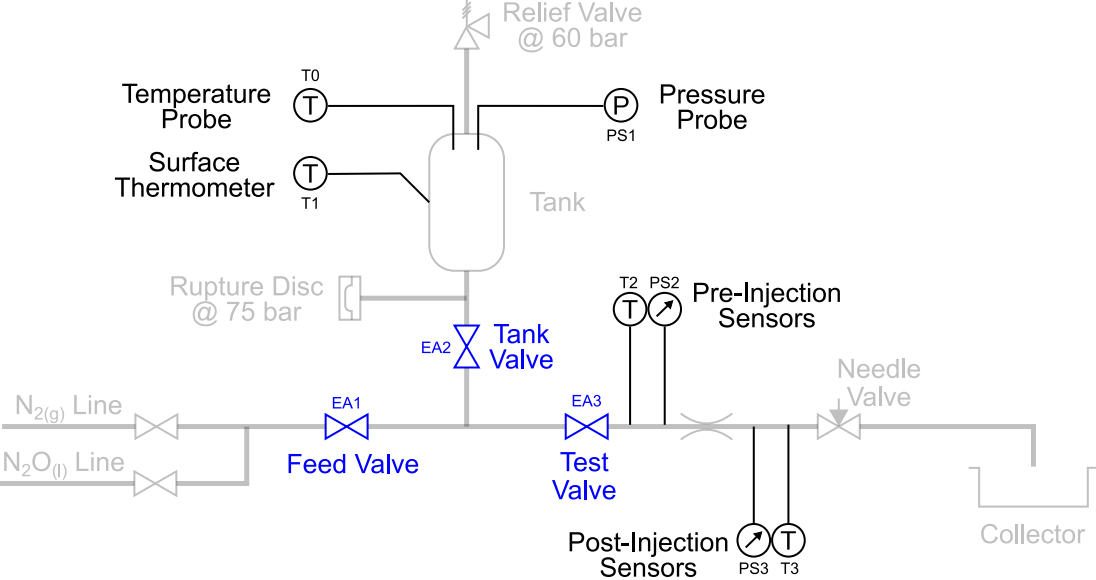 Relief Valve
@ 60 bar
T0
Temperature
Probe
T
P
PS1
Pressure
Probe
Surface
Thermometer
T
T1
Tank
Rupture Disc
@ 75 bar
EA2
Tank
Valve
T2
PS2
T
Pre-Injection
Sensors
Needle
Valve
N2(g) Line
EA1
Feed Valve
EA3
Test
Valve
N2O(l) Line
Post-Injection
Sensors
PS3
T
T3
Collector